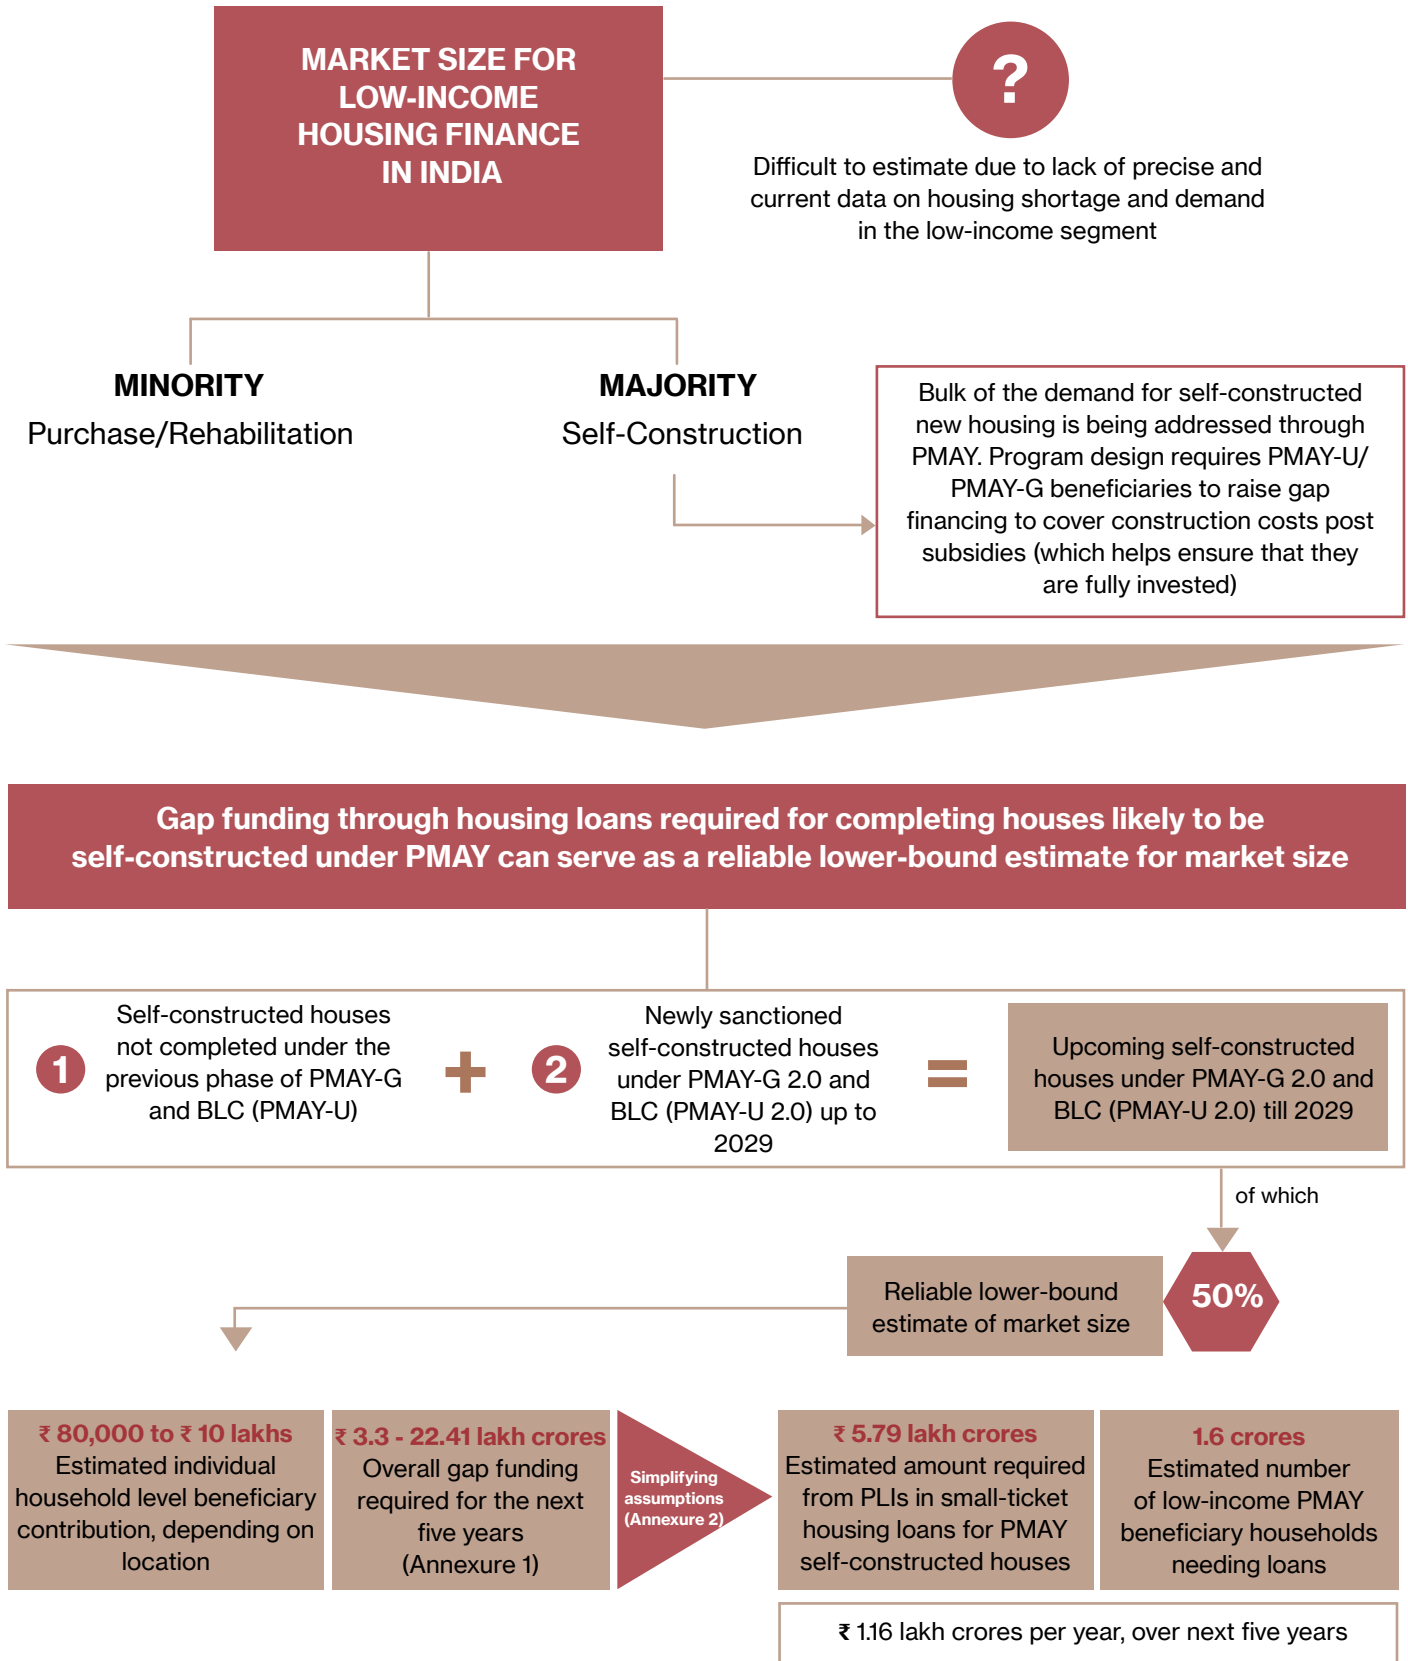 MARKET SIZE FOR
LOW-INCOME
HOUSING FINANCE
IN INDIA
?
Difficult to estimate due to lack of precise and
current data on housing shortage and demand
in the low-income segment
MINORITY
Purchase/Rehabilitation
MAJORITY
Self-Construction
Bulk of the demand for self-constructed
new housing is being addressed through
PMAY. Program design requires PMAY-U/
PMAY-G beneficiaries to raise gap
financing to cover construction costs post
subsidies (which helps ensure that they
are fully invested)
Gap funding through housing loans required for completing houses likely to be
self-constructed under PMAY can serve as a reliable lower-bound estimate for market size
1
Self-constructed houses
not completed under the
previous phase of PMAY-G
and BLC (PMAY-U)
+
2
Newly sanctioned
self-constructed houses
under PMAY-G 2.0 and
BLC (PMAY-U 2.0) up to
2029
=
Upcoming self-constructed
houses under PMAY-G 2.0 and
BLC (PMAY-U 2.0) till 2029
of which
50%
Reliable lower-bound
estimate of market size
₹ 80,000 to ₹ 10 lakhs
Estimated individual
household level beneficiary
contribution, depending on
location
₹ 3.3 - 22.41 lakh crores
Overall gap funding
required for the next
five years
(Annexure 1)
Simplifying
assumptions
(Annexure 2)
₹ 5.79 lakh crores
Estimated amount required
from PLIs in small-ticket
housing loans for PMAY
self-constructed houses
1.6 crores
Estimated number
of low-income PMAY
beneficiary households
needing loans
₹ 1.16 lakh crores per year, over next five years